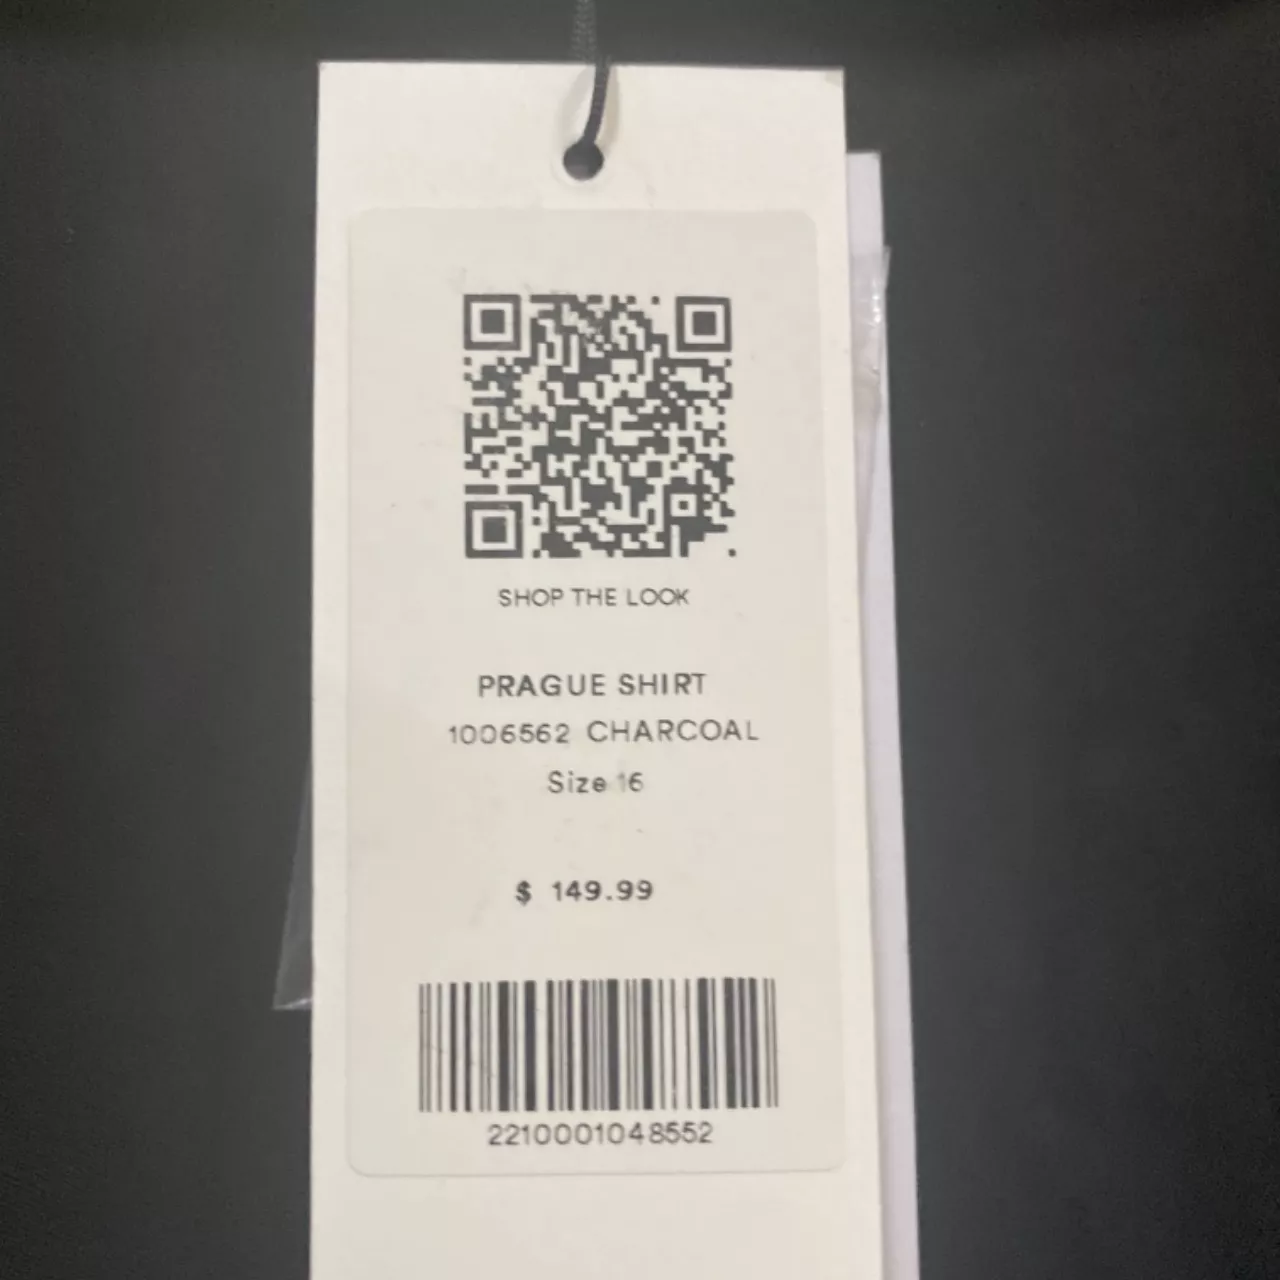 SHOP THE LOOK
PRAGUE SHIRT
1006562 CHARCOAL
Size 16
$ 149.99
2210001048552